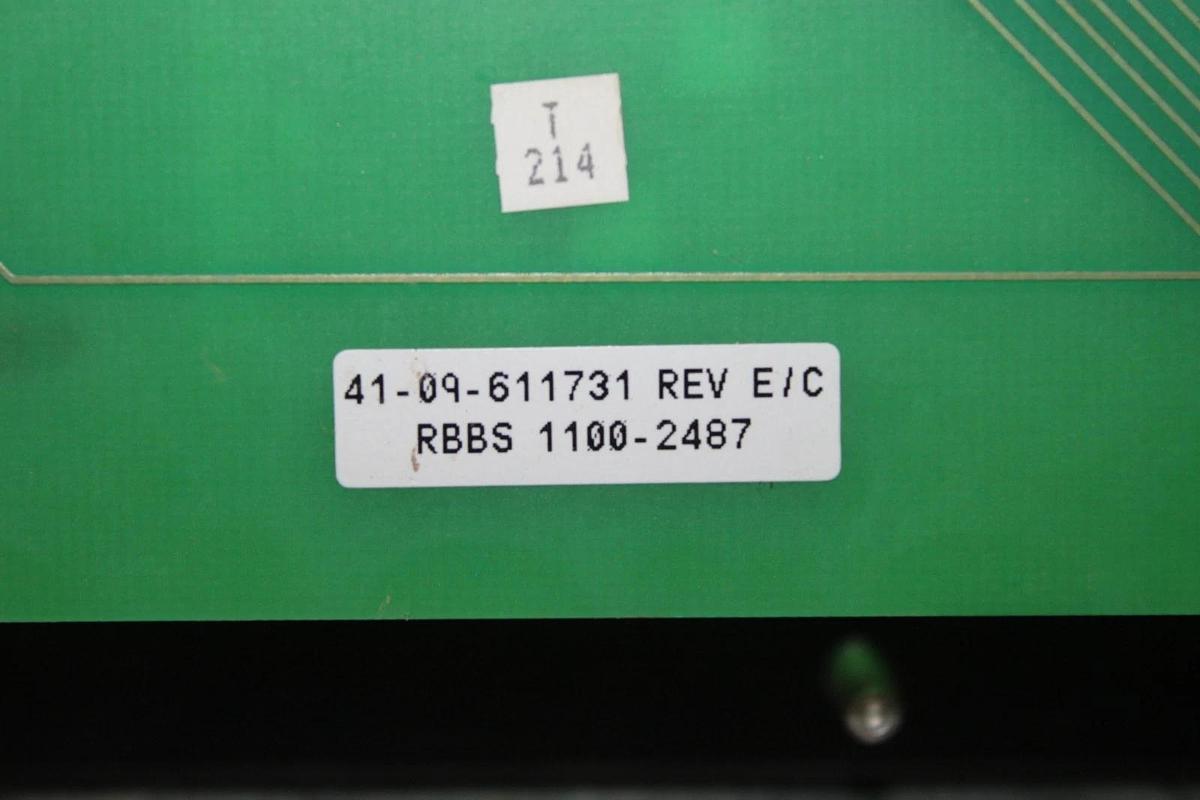 T
214
41-09-611731 REV E/C
RBBS 1100-2487